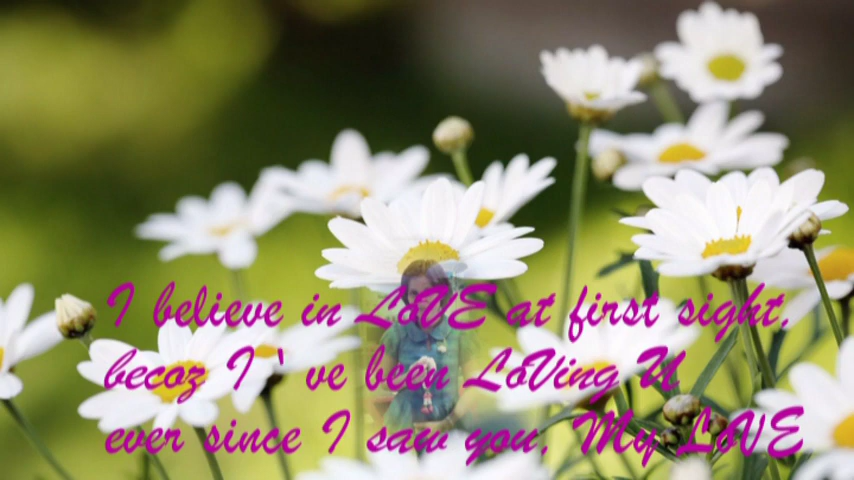 I believe in LoVE at first sight,
becoz I`ve been LoVing U
ever since I saw you, My LoVE